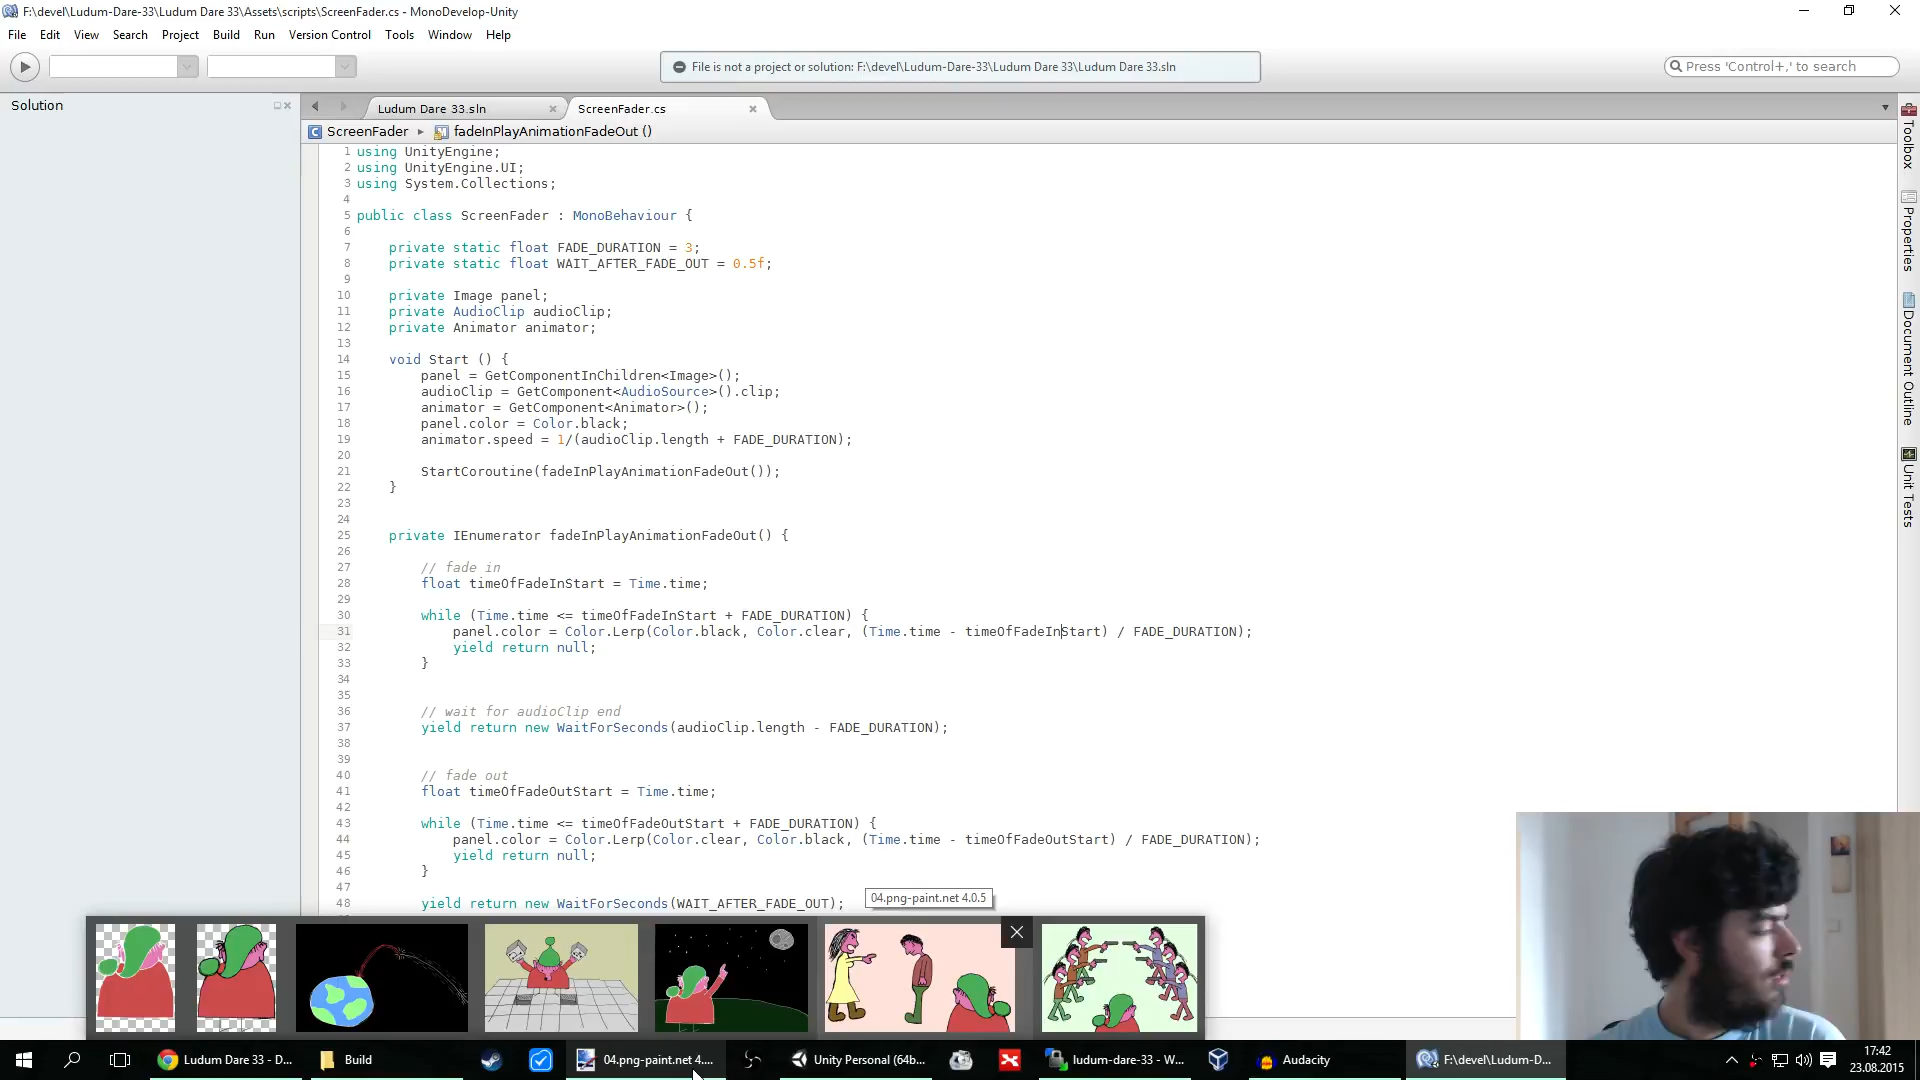 F:\devel\Ludum-Dare-33\Ludum Dare 33\Assets\scripts\ScreenFader.cs - MonoDevelop-Unity
File Edit View Search Project Build Run Version Control Tools Window Help
File is not a project or solution: F:\devel\Ludum-Dare-33\Ludum Dare 33\Ludum Dare 33.sln
Press 'Control+,' to search
Solution
Ludum Dare 33.sln
ScreenFader.cs
ScreenFader
fadeInPlayAnimationFadeOut ()
1 using UnityEngine;
2 using UnityEngine.UI;
3 using System.Collections;
4
5 public class ScreenFader : MonoBehaviour {
6
7 private static float FADE_DURATION = 3;
8 private static float WAIT_AFTER_FADE_OUT = 0.5f;
9
10 private Image panel;
11 private AudioClip audioClip;
12 private Animator animator;
13
14 void Start () {
15 panel = GetComponentInChildren<Image>();
16 audioClip = GetComponent<AudioSource>().clip;
17 animator = GetComponent<Animator>();
18 panel.color = Color.black;
19 animator.speed = 1/(audioClip.length + FADE_DURATION);
20
21 StartCoroutine(fadeInPlayAnimationFadeOut());
22 }
23
24
25 private IEnumerator fadeInPlayAnimationFadeOut() {
26
27 // fade in
28 float timeOfFadeInStart = Time.time;
29
30 while (Time.time <= timeOfFadeInStart + FADE_DURATION) {
31 panel.color = Color.Lerp(Color.black, Color.clear, (Time.time - timeOfFadeInStart) / FADE_DURATION);
32 yield return null;
33 }
34
35
36 // wait for audioClip end
37 yield return new WaitForSeconds(audioClip.length - FADE_DURATION);
38
39
40 // fade out
41 float timeOfFadeOutStart = Time.time;
42
43 while (Time.time <= timeOfFadeOutStart + FADE_DURATION) {
44 panel.color = Color.Lerp(Color.clear, Color.black, (Time.time - timeOfFadeOutStart) / FADE_DURATION);
45 yield return null;
46 }
47
48 yield return new WaitForSeconds(WAIT_AFTER_FADE_OUT);
04.png-paint.net 4.0.5
Toolbox
Properties
Document Outline
Unit Tests
Ludum Dare 33 - D...
Build
04.png-paint.net 4....
Unity Personal (64b...
ludum-dare-33 - W...
Audacity
F:\devel\Ludum-D...
17:42
23.08.2015